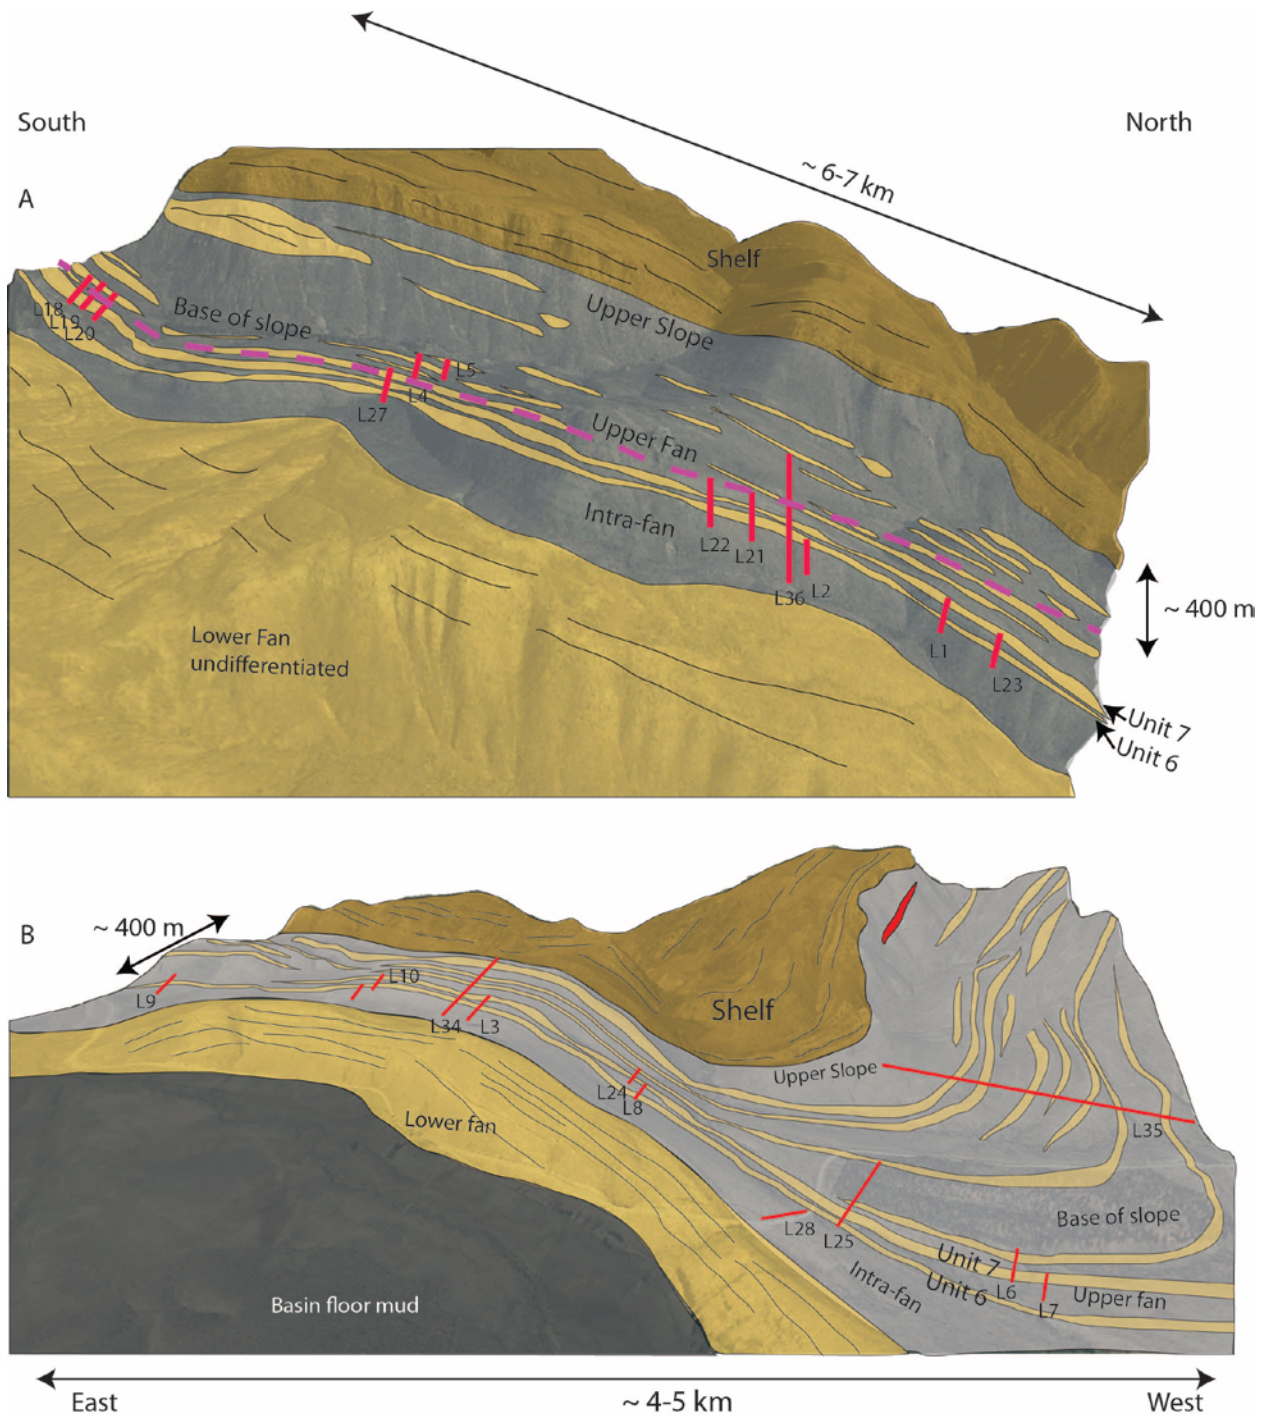 South
North
~ 6-7 km
A
Shelf
Upper Slope
Base of slope
L18
L19
L20
L5
L4
L27
Upper Fan
Intra-fan
L22
L21
L2
L36
~ 400 m
Lower Fan
undifferentiated
L1
L23
Unit 7
Unit 6
B
~ 400 m
L10
L9
L34
L3
Shelf
Upper Slope
L24
L8
Lower fan
L35
Base of slope
L28
L25
Unit 7
Unit 6
Intra-fan
L6
L7
Upper fan
Basin floor mud
East
~ 4-5 km
West